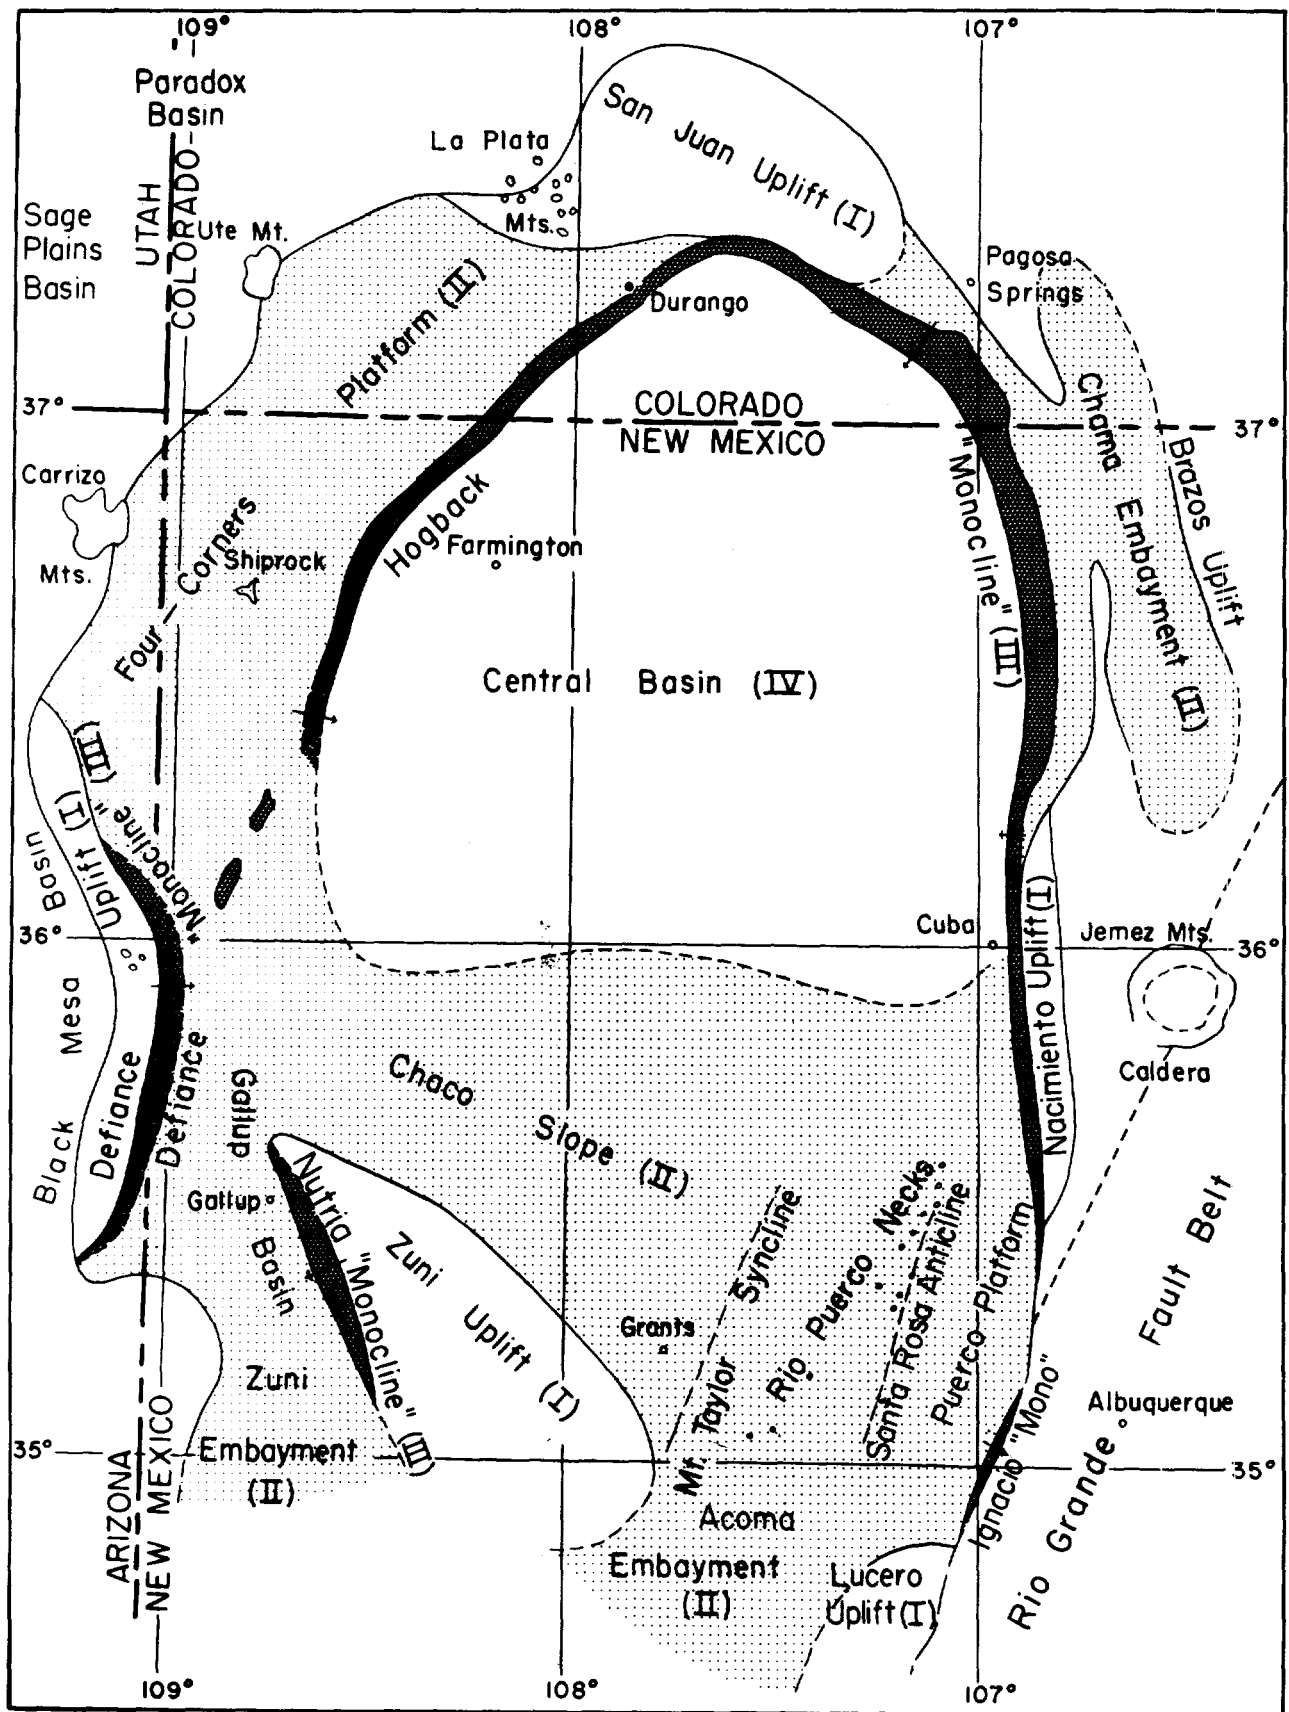 109°
108°
107°
Paradox
Basin
La Plata
Mts.
San Juan Uplift (I)
UTAH
COLORADO
Sage
Plains
Basin
Ute Mt.
Pagosa
Springs
Durango
Platform (II)
37°
COLORADO
NEW MEXICO
37°
Chama Embayment (II)
Brazos Uplift
Carrizo
Mts.
Four Corners
Shiprock
Hogback
Farmington
"Monocline" (III)
Central Basin (IV)
Uplift (I)
"Monocline" (III)
Black Mesa Basin
36°
Cuba
Nacimiento Uplift (I)
Jemez Mts.
36°
Caldera
Defiance
Defiance
Gallup
Chaco
Slope (II)
Gallup
Basin
Nutria "Monocline" (III)
Zuni
Uplift (I)
Grants
Mt. Taylor Syncline
Rio Puerco Necks
Santa Rosa Anticline
Puerco Platform
Fault Belt
Zuni
Embayment
(II)
35°
Ignacio "Mono"
Albuquerque
35°
ARIZONA
NEW MEXICO
Acoma
Embayment
(II)
Lucero
Uplift (I)
Rio Grande
109°
108°
107°